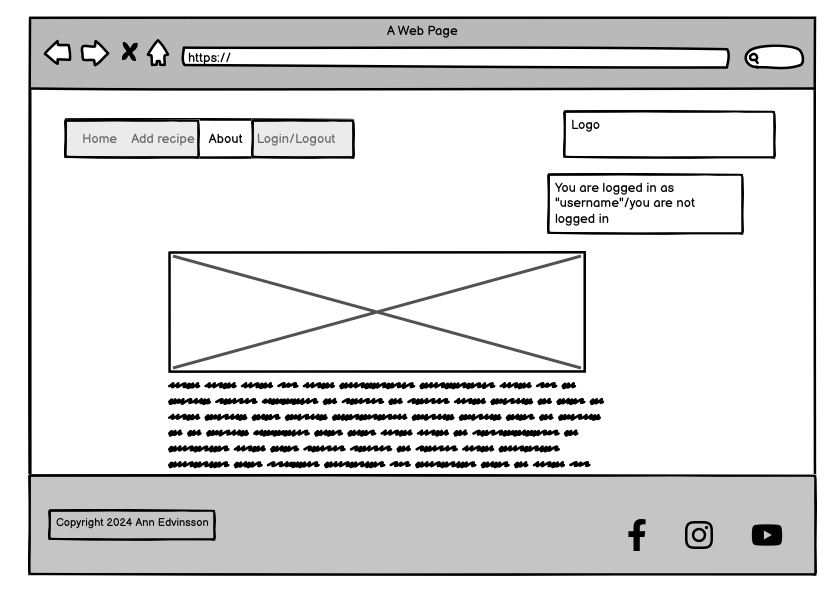 A Web Page
https://
Home Add recipe About Login/Logout
Logo
You are logged in as
"username"/you are not
logged in
Copyright 2024 Ann Edvinsson